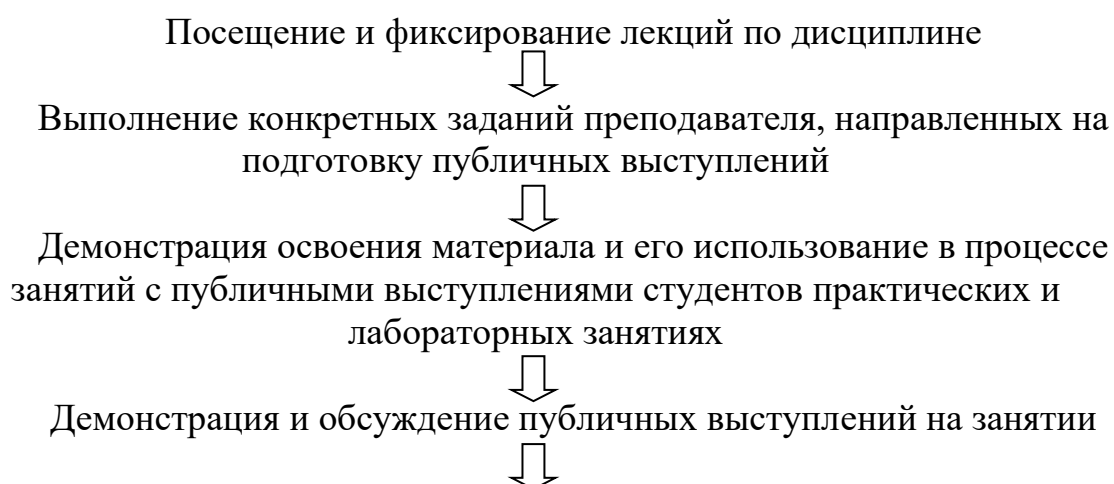 Посещение и фиксирование лекций по дисциплине
Выполнение конкретных заданий преподавателя, направленных на
подготовку публичных выступлений
Демонстрация освоения материала и его использование в процессе
занятий с публичными выступлениями студентов практических и
лабораторных занятиях
Демонстрация и обсуждение публичных выступлений на занятии